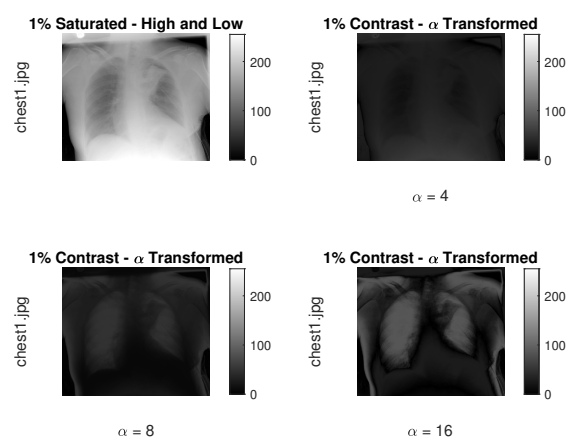 1% Saturated - High and Low
chest1.jpg
200
100
0
1% Contrast - α Transformed
chest1.jpg
200
100
0
α = 4
1% Contrast - α Transformed
chest1.jpg
200
100
0
α = 8
1% Contrast - α Transformed
chest1.jpg
200
100
0
α = 16